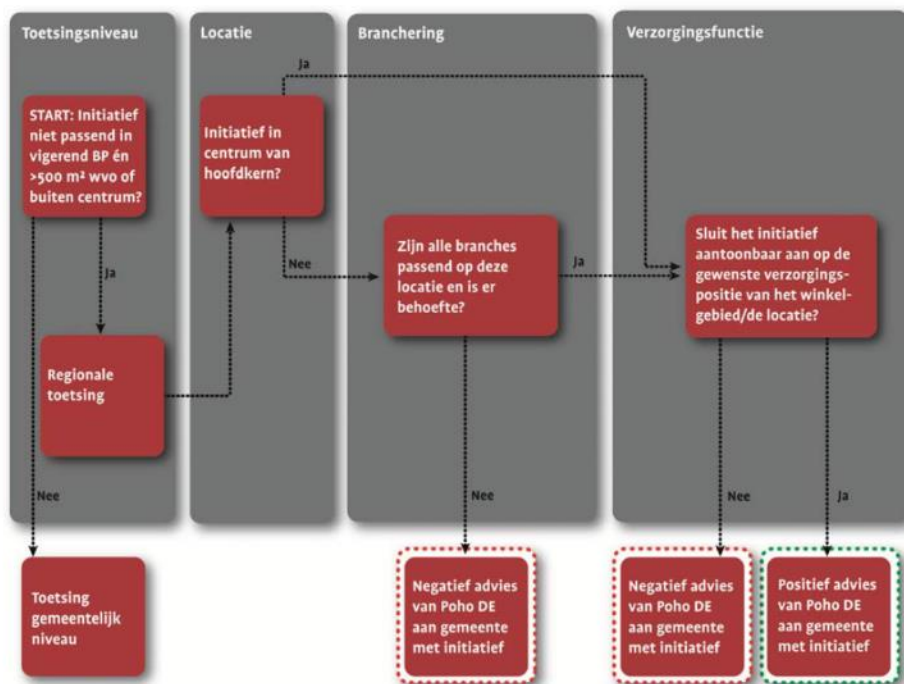 Toetsingsniveau
Locatie
Branchering
Verzorgingsfunctie
START: Initiatief
niet passend in
vigerend BP én
>500 m² wvo of
buiten centrum?
Ja
Nee
Regionale
toetsing
Toetsing
gemeentelijk
niveau
Initiatief in
centrum van
hoofdkern?
Ja
Nee
Zijn alle branches
passend op deze
locatie en is er
behoefte?
Ja
Nee
Negatief advies
van Poho DE
aan gemeente
met initiatief
Sluit het initiatief
aantoonbaar aan op de
gewenste verzorgings-
positie van het winkel-
gebied/de locatie?
Nee
Ja
Negatief advies
van Poho DE
aan gemeente
met initiatief
Positief advies
van Poho DE
aan gemeente
met initiatief